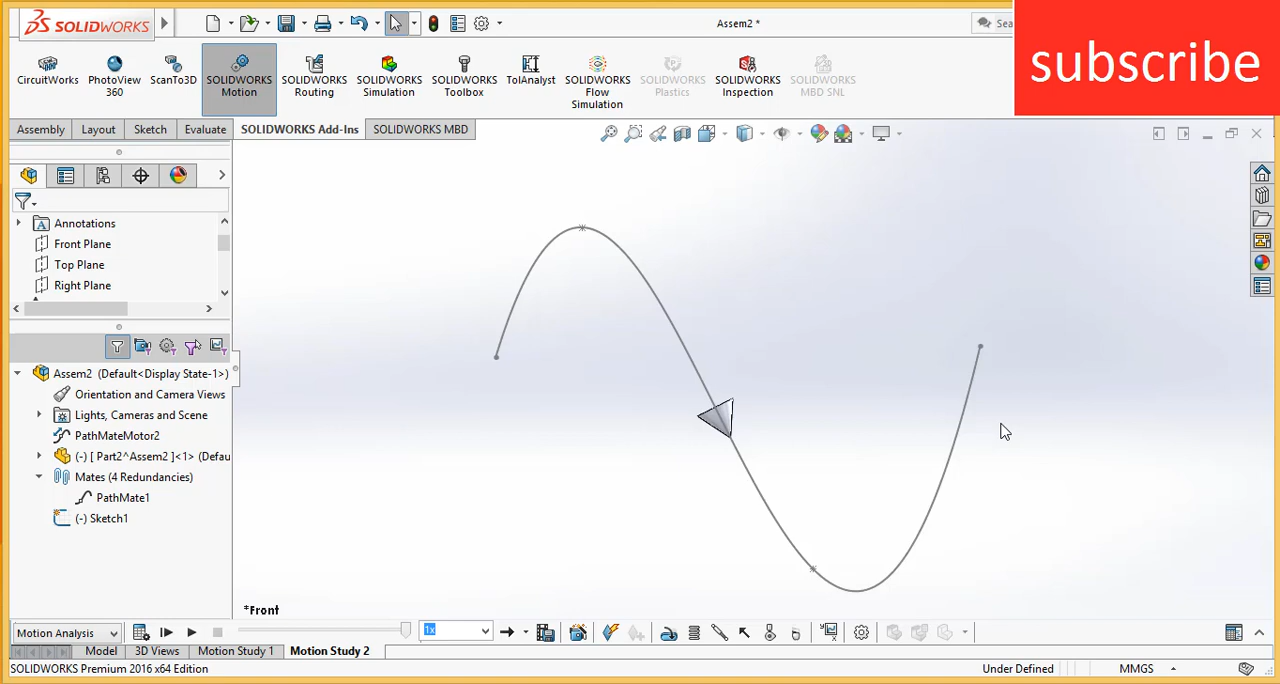 SOLIDWORKS
Assem2 *
Sea
subscribe
CircuitWorks
PhotoView
360
ScanTo3D
SOLIDWORKS
Motion
SOLIDWORKS
Routing
SOLIDWORKS
Simulation
SOLIDWORKS
Toolbox
TolAnalyst
SOLIDWORKS
Flow
Simulation
SOLIDWORKS
Plastics
SOLIDWORKS
Inspection
SOLIDWORKS
MBD SNL
Assembly
Layout
Sketch
Evaluate
SOLIDWORKS Add-Ins
SOLIDWORKS MBD
Annotations
Front Plane
Top Plane
Right Plane
Assem2 (Default<Display State-1>)
Orientation and Camera Views
Lights, Cameras and Scene
PathMateMotor2
(-) [ Part2^Assem2 ]<1> (Defau
Mates (4 Redundancies)
PathMate1
(-) Sketch1
*Front
Motion Analysis
1x
Model
3D Views
Motion Study 1
Motion Study 2
SOLIDWORKS Premium 2016 x64 Edition
Under Defined
MMGS